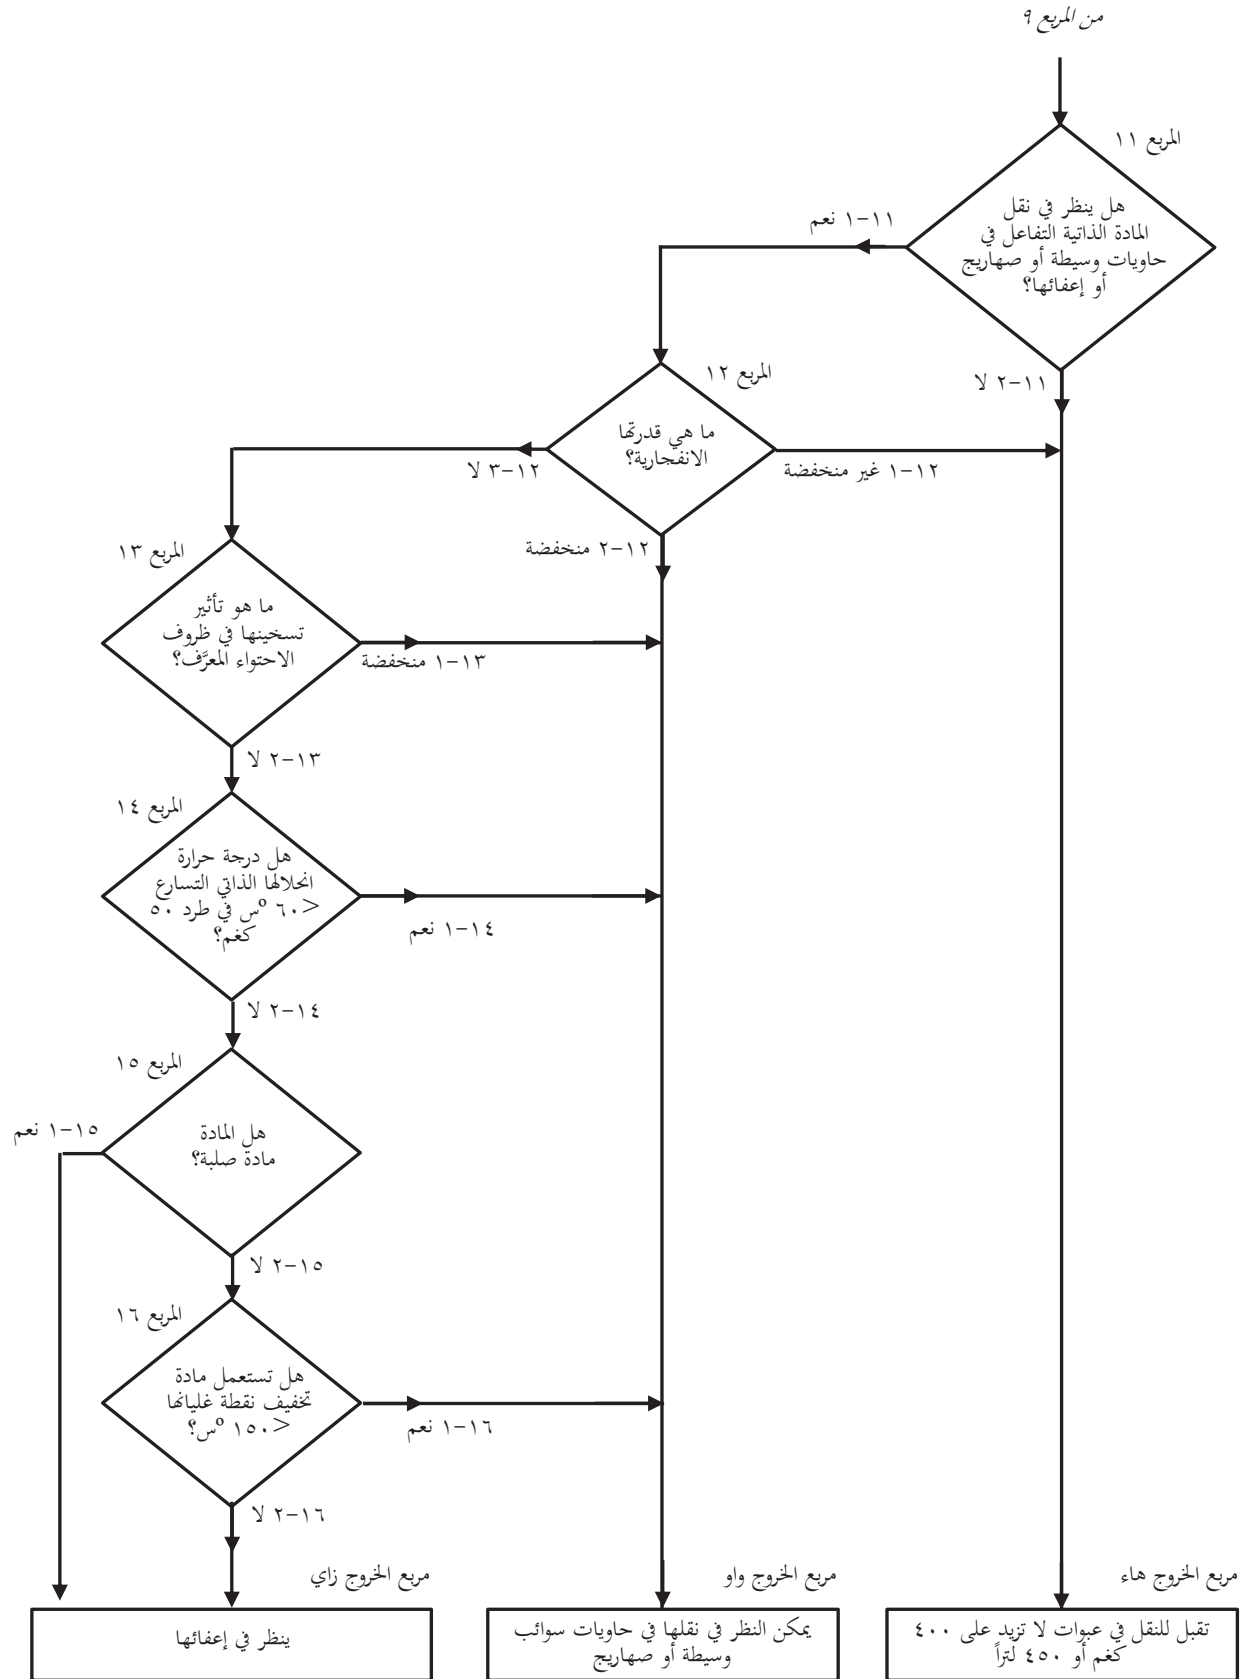 من المربع ٩
المربع ١١
هل ينظر في نقل
المادة الذاتية التفاعل في
حاويات وسيطة أو صهاريج
أو إعفائها؟
١١-١ نعم
١١-٢ لا
المربع ١٢
ما هي قدرتها
الانفجارية؟
١٢-١ غير منخفضة
١٢-٣ لا
١٢-٢ منخفضة
المربع ١٣
ما هو تأثير
تسخينها في ظروف
الاحتواء المعرَّف؟
١٣-١ منخفضة
١٣-٢ لا
المربع ١٤
هل درجة حرارة
انحلالها الذاتي التسارع
<٦٠ °س في طرد ٥٠
كغم؟
١٤-١ نعم
١٤-٢ لا
المربع ١٥
هل المادة
مادة صلبة؟
١٥-١ نعم
١٥-٢ لا
المربع ١٦
هل تستعمل مادة
تخفيف نقطة غليانها
<١٥٠ °س؟
١٦-١ نعم
١٦-٢ لا
مربع الخروج هاء
تقبل للنقل في عبوات لا تزيد على ٤٠٠
كغم أو ٤٥٠ لتراً
مربع الخروج واو
يمكن النظر في نقلها في حاويات سوائب
وسيطة أو صهاريج
مربع الخروج زاي
ينظر في إعفائها